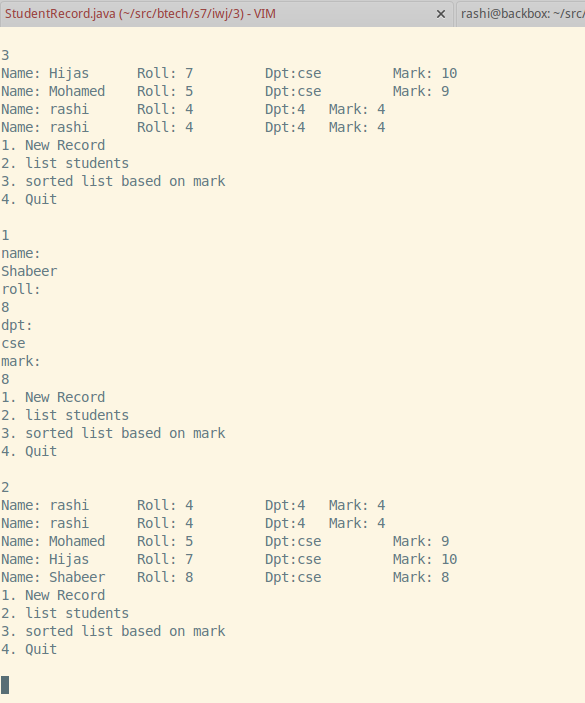 StudentRecord.java (~/src/btech/s7/iwj/3) - VIM × rashi@backbox: ~/src/
3
Name: Hijas Roll: 7 Dpt:cse Mark: 10
Name: Mohamed Roll: 5 Dpt:cse Mark: 9
Name: rashi Roll: 4 Dpt:4 Mark: 4
Name: rashi Roll: 4 Dpt:4 Mark: 4
1. New Record
2. list students
3. sorted list based on mark
4. Quit
1
name:
Shabeer
roll:
8
dpt:
cse
mark:
8
1. New Record
2. list students
3. sorted list based on mark
4. Quit
2
Name: rashi Roll: 4 Dpt:4 Mark: 4
Name: rashi Roll: 4 Dpt:4 Mark: 4
Name: Mohamed Roll: 5 Dpt:cse Mark: 9
Name: Hijas Roll: 7 Dpt:cse Mark: 10
Name: Shabeer Roll: 8 Dpt:cse Mark: 8
1. New Record
2. list students
3. sorted list based on mark
4. Quit